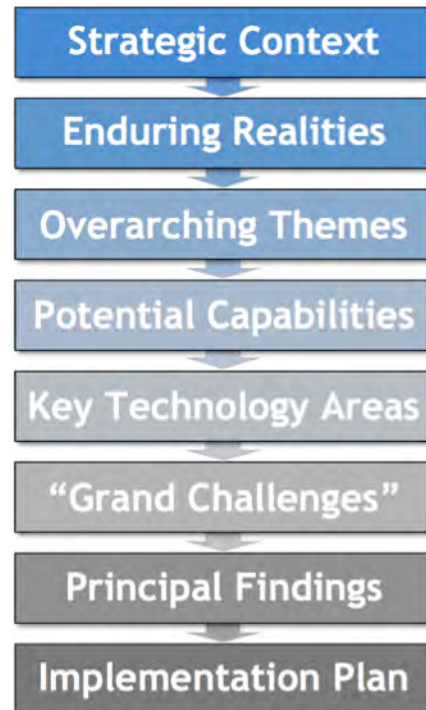 Strategic Context
Enduring Realities
Overarching Themes
Potential Capabilities
Key Technology Areas
“Grand Challenges”
Principal Findings
Implementation Plan